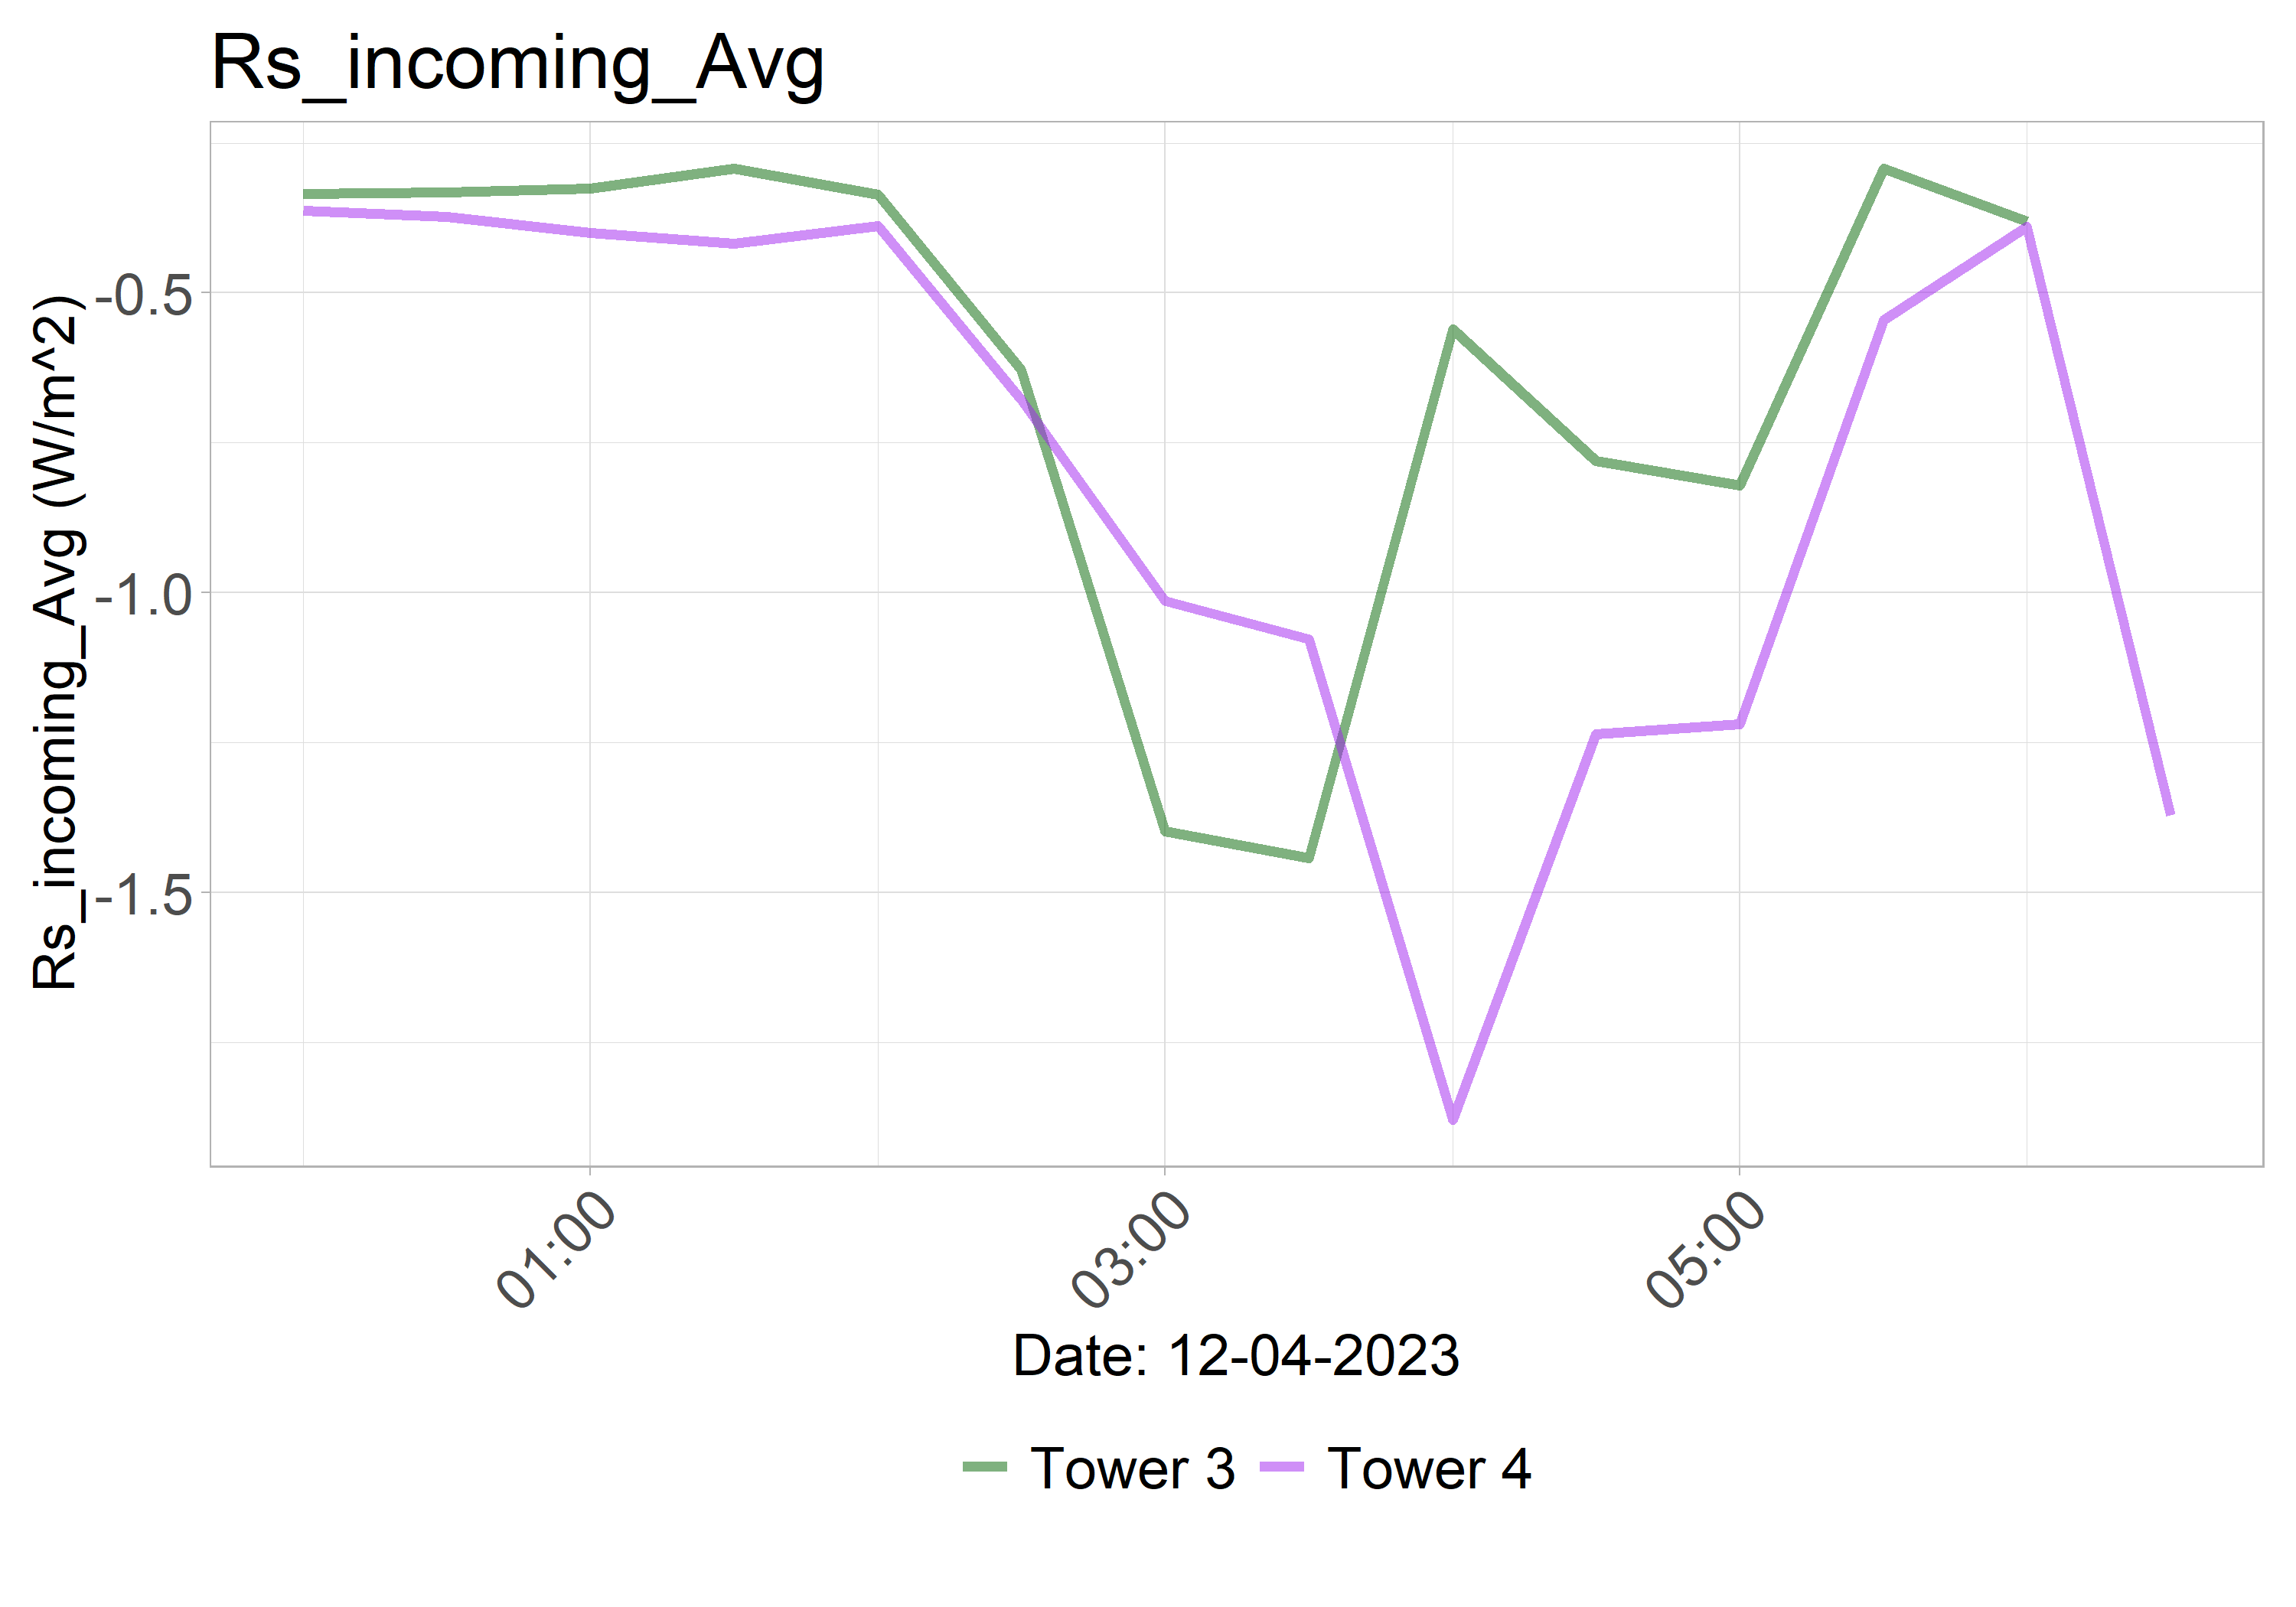 Rs_incoming_Avg
Rs_incoming_Avg (W/m^2)
-0.5
-1.0
-1.5
01:00
03:00
05:00
Date: 12-04-2023
Tower 3
Tower 4